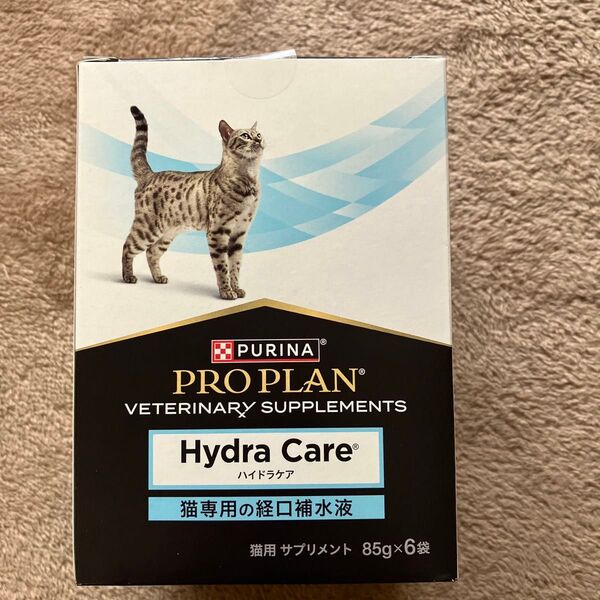 PURINA®
PRO PLAN®
VETERINARY SUPPLEMENTS
Hydra Care®
ハイドラケア
猫専用の経口補水液
猫用 サプリメント 85g×6袋